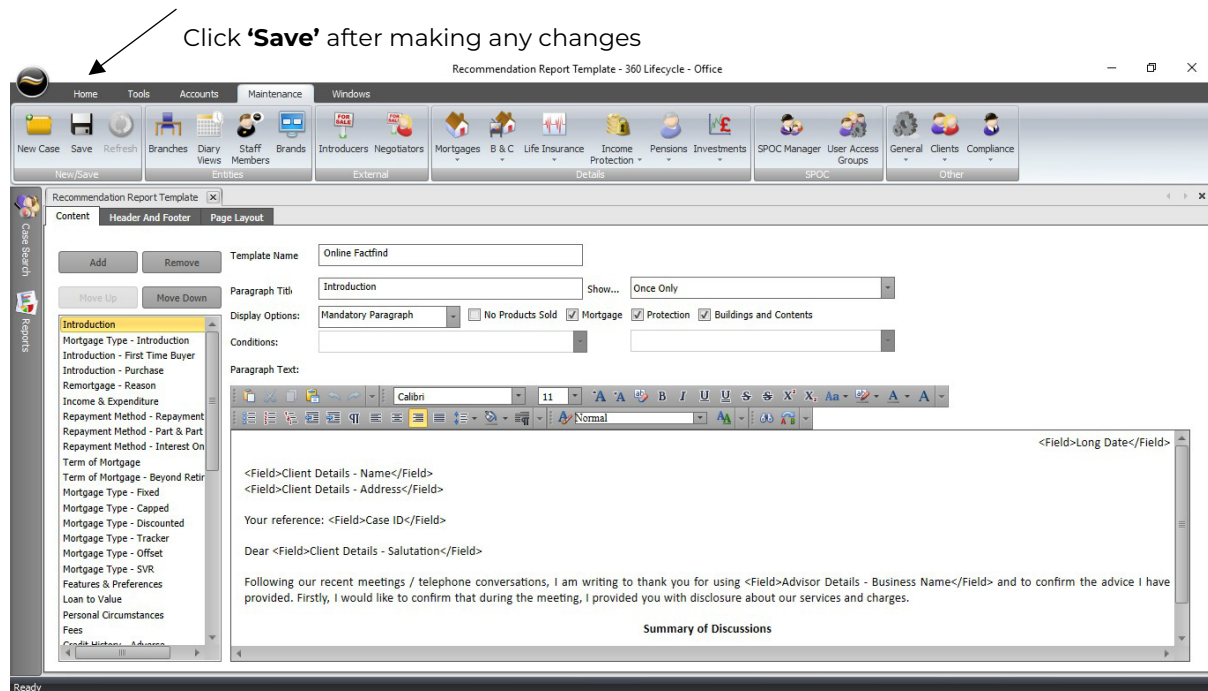 Click ‘Save’ after making any changes
Recommendation Report Template - 360 Lifecycle - Office
Home Tools Accounts Maintenance Windows
New Case Save Refresh Branches Diary Views Staff Members Brands Introducers Negotiators Mortgages B & C Life Insurance Income Protection Pensions Investments SPOC Manager User Access Groups General Clients Compliance
New/Save Entities External Details SPOC Other
Recommendation Report Template
Content Header And Footer Page Layout
Case Search
Reports
Add Remove
Move Up Move Down
Template Name Online Factfind
Paragraph Title Introduction Show... Once Only
Display Options: Mandatory Paragraph No Products Sold Mortgage Protection Buildings and Contents
Conditions:
Paragraph Text:
Introduction
Mortgage Type - Introduction
Introduction - First Time Buyer
Introduction - Purchase
Remortgage - Reason
Income & Expenditure
Repayment Method - Repayment
Repayment Method - Part & Part
Repayment Method - Interest On
Term of Mortgage
Term of Mortgage - Beyond Retir
Mortgage Type - Fixed
Mortgage Type - Capped
Mortgage Type - Discounted
Mortgage Type - Tracker
Mortgage Type - Offset
Mortgage Type - SVR
Features & Preferences
Loan to Value
Personal Circumstances
Fees
Credit History - Adverse
Calibri 11
Normal
<Field>Long Date</Field>
<Field>Client Details - Name</Field>
<Field>Client Details - Address</Field>
Your reference: <Field>Case ID</Field>
Dear <Field>Client Details - Salutation</Field>
Following our recent meetings / telephone conversations, I am writing to thank you for using <Field>Advisor Details - Business Name</Field> and to confirm the advice I have
provided. Firstly, I would like to confirm that during the meeting, I provided you with disclosure about our services and charges.
Summary of Discussions
Ready